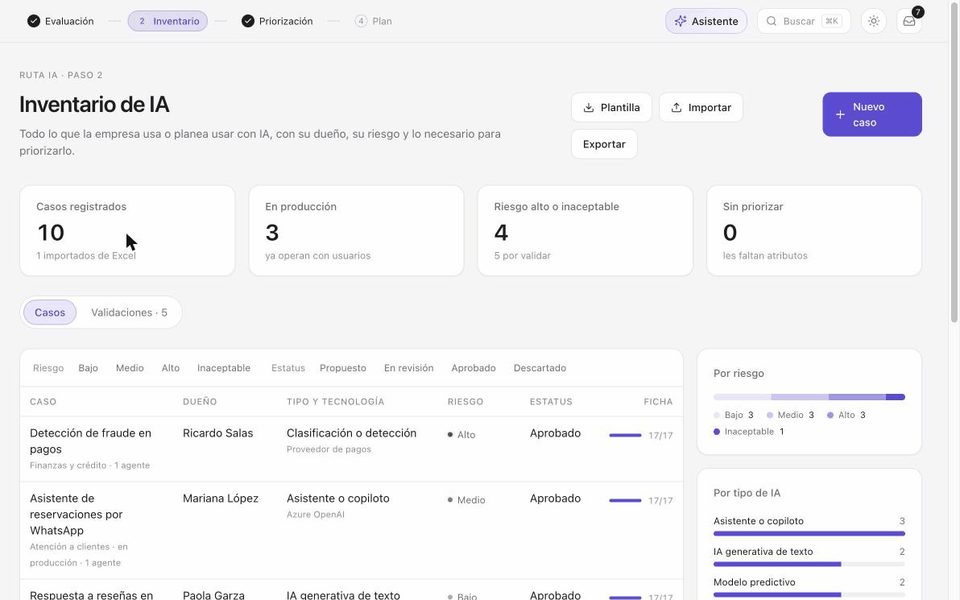 Evaluación
2 Inventario
Priorización
4 Plan
Asistente
Buscar ⌘K
7
RUTA IA · PASO 2
Inventario de IA
Todo lo que la empresa usa o planea usar con IA, con su dueño, su riesgo y lo necesario para
priorizarlo.
Plantilla
Importar
Exportar
Nuevo
caso
Casos registrados
10
1 importados de Excel
En producción
3
ya operan con usuarios
Riesgo alto o inaceptable
4
5 por validar
Sin priorizar
0
les faltan atributos
Casos
Validaciones · 5
Riesgo Bajo Medio Alto Inaceptable Estatus Propuesto En revisión Aprobado Descartado
CASO DUEÑO TIPO Y TECNOLOGÍA RIESGO ESTATUS FICHA
Detección de fraude en
pagos
Finanzas y crédito · 1 agente
Ricardo Salas
Clasificación o detección
Proveedor de pagos
Alto
Aprobado
17/17
Asistente de
reservaciones por
WhatsApp
Atención a clientes · en
producción · 1 agente
Mariana López
Asistente o copiloto
Azure OpenAI
Medio
Aprobado
17/17
Respuesta a reseñas en
Paola Garza
IA generativa de texto
Bajo
Aprobado
17/17
Por riesgo
Bajo 3 Medio 3 Alto 3
Inaceptable 1
Por tipo de IA
Asistente o copiloto 3
IA generativa de texto 2
Modelo predictivo 2